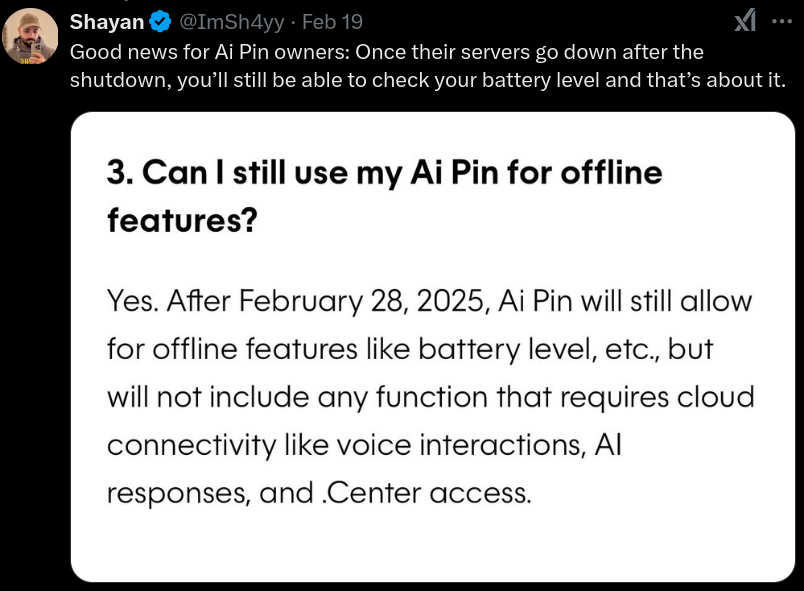 Shayan @ImSh4yy · Feb 19
Good news for Ai Pin owners: Once their servers go down after the
shutdown, you’ll still be able to check your battery level and that’s about it.
3. Can I still use my Ai Pin for offline
features?
Yes. After February 28, 2025, Ai Pin will still allow
for offline features like battery level, etc., but
will not include any function that requires cloud
connectivity like voice interactions, AI
responses, and .Center access.